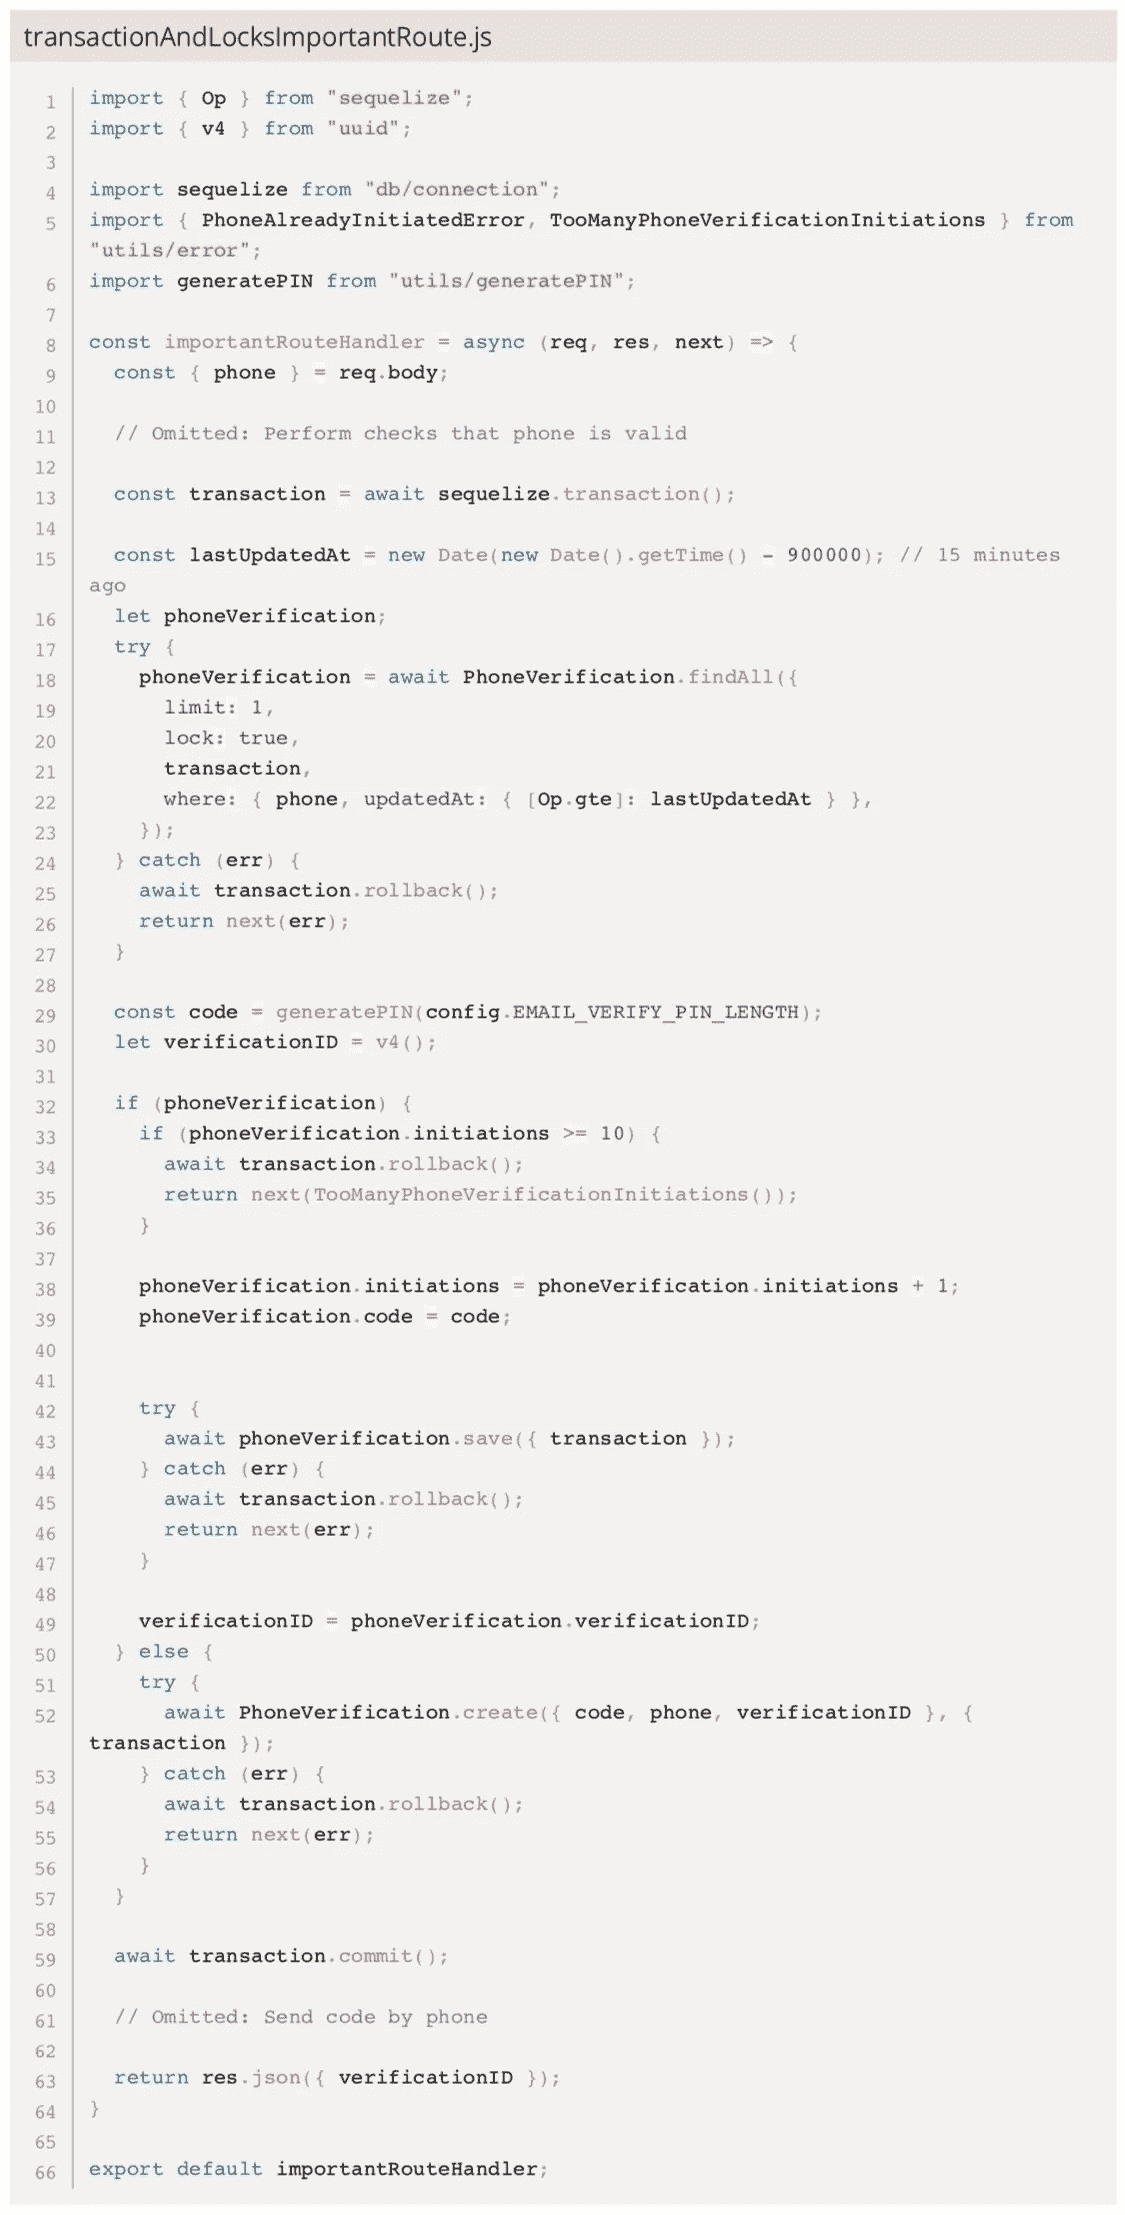 transactionAndLocksImportantRoute.js
1 import { Op } from "sequelize";
2 import { v4 } from "uuid";
3
4 import sequelize from "db/connection";
5 import { PhoneAlreadyInitiatedError, TooManyPhoneVerificationInitiations } from
"utils/error";
6 import generatePIN from "utils/generatePIN";
7
8 const importantRouteHandler = async (req, res, next) => {
9   const { phone } = req.body;
10
11   // Omitted: Perform checks that phone is valid
12
13   const transaction = await sequelize.transaction();
14
15   const lastUpdatedAt = new Date(new Date().getTime() - 900000); // 15 minutes
ago
16   let phoneVerification;
17   try {
18     phoneVerification = await PhoneVerification.findAll({
19       limit: 1,
20       lock: true,
21       transaction,
22       where: { phone, updatedAt: { [Op.gte]: lastUpdatedAt } },
23     });
24   } catch (err) {
25     await transaction.rollback();
26     return next(err);
27   }
28
29   const code = generatePIN(config.EMAIL_VERIFY_PIN_LENGTH);
30   let verificationID = v4();
31
32   if (phoneVerification) {
33     if (phoneVerification.initiations >= 10) {
34       await transaction.rollback();
35       return next(TooManyPhoneVerificationInitiations());
36     }
37
38     phoneVerification.initiations = phoneVerification.initiations + 1;
39     phoneVerification.code = code;
40
41
42     try {
43       await phoneVerification.save({ transaction });
44     } catch (err) {
45       await transaction.rollback();
46       return next(err);
47     }
48
49     verificationID = phoneVerification.verificationID;
50   } else {
51     try {
52       await PhoneVerification.create({ code, phone, verificationID }, {
transaction });
53     } catch (err) {
54       await transaction.rollback();
55       return next(err);
56     }
57   }
58
59   await transaction.commit();
60
61   // Omitted: Send code by phone
62
63   return res.json({ verificationID });
64 }
65
66 export default importantRouteHandler;